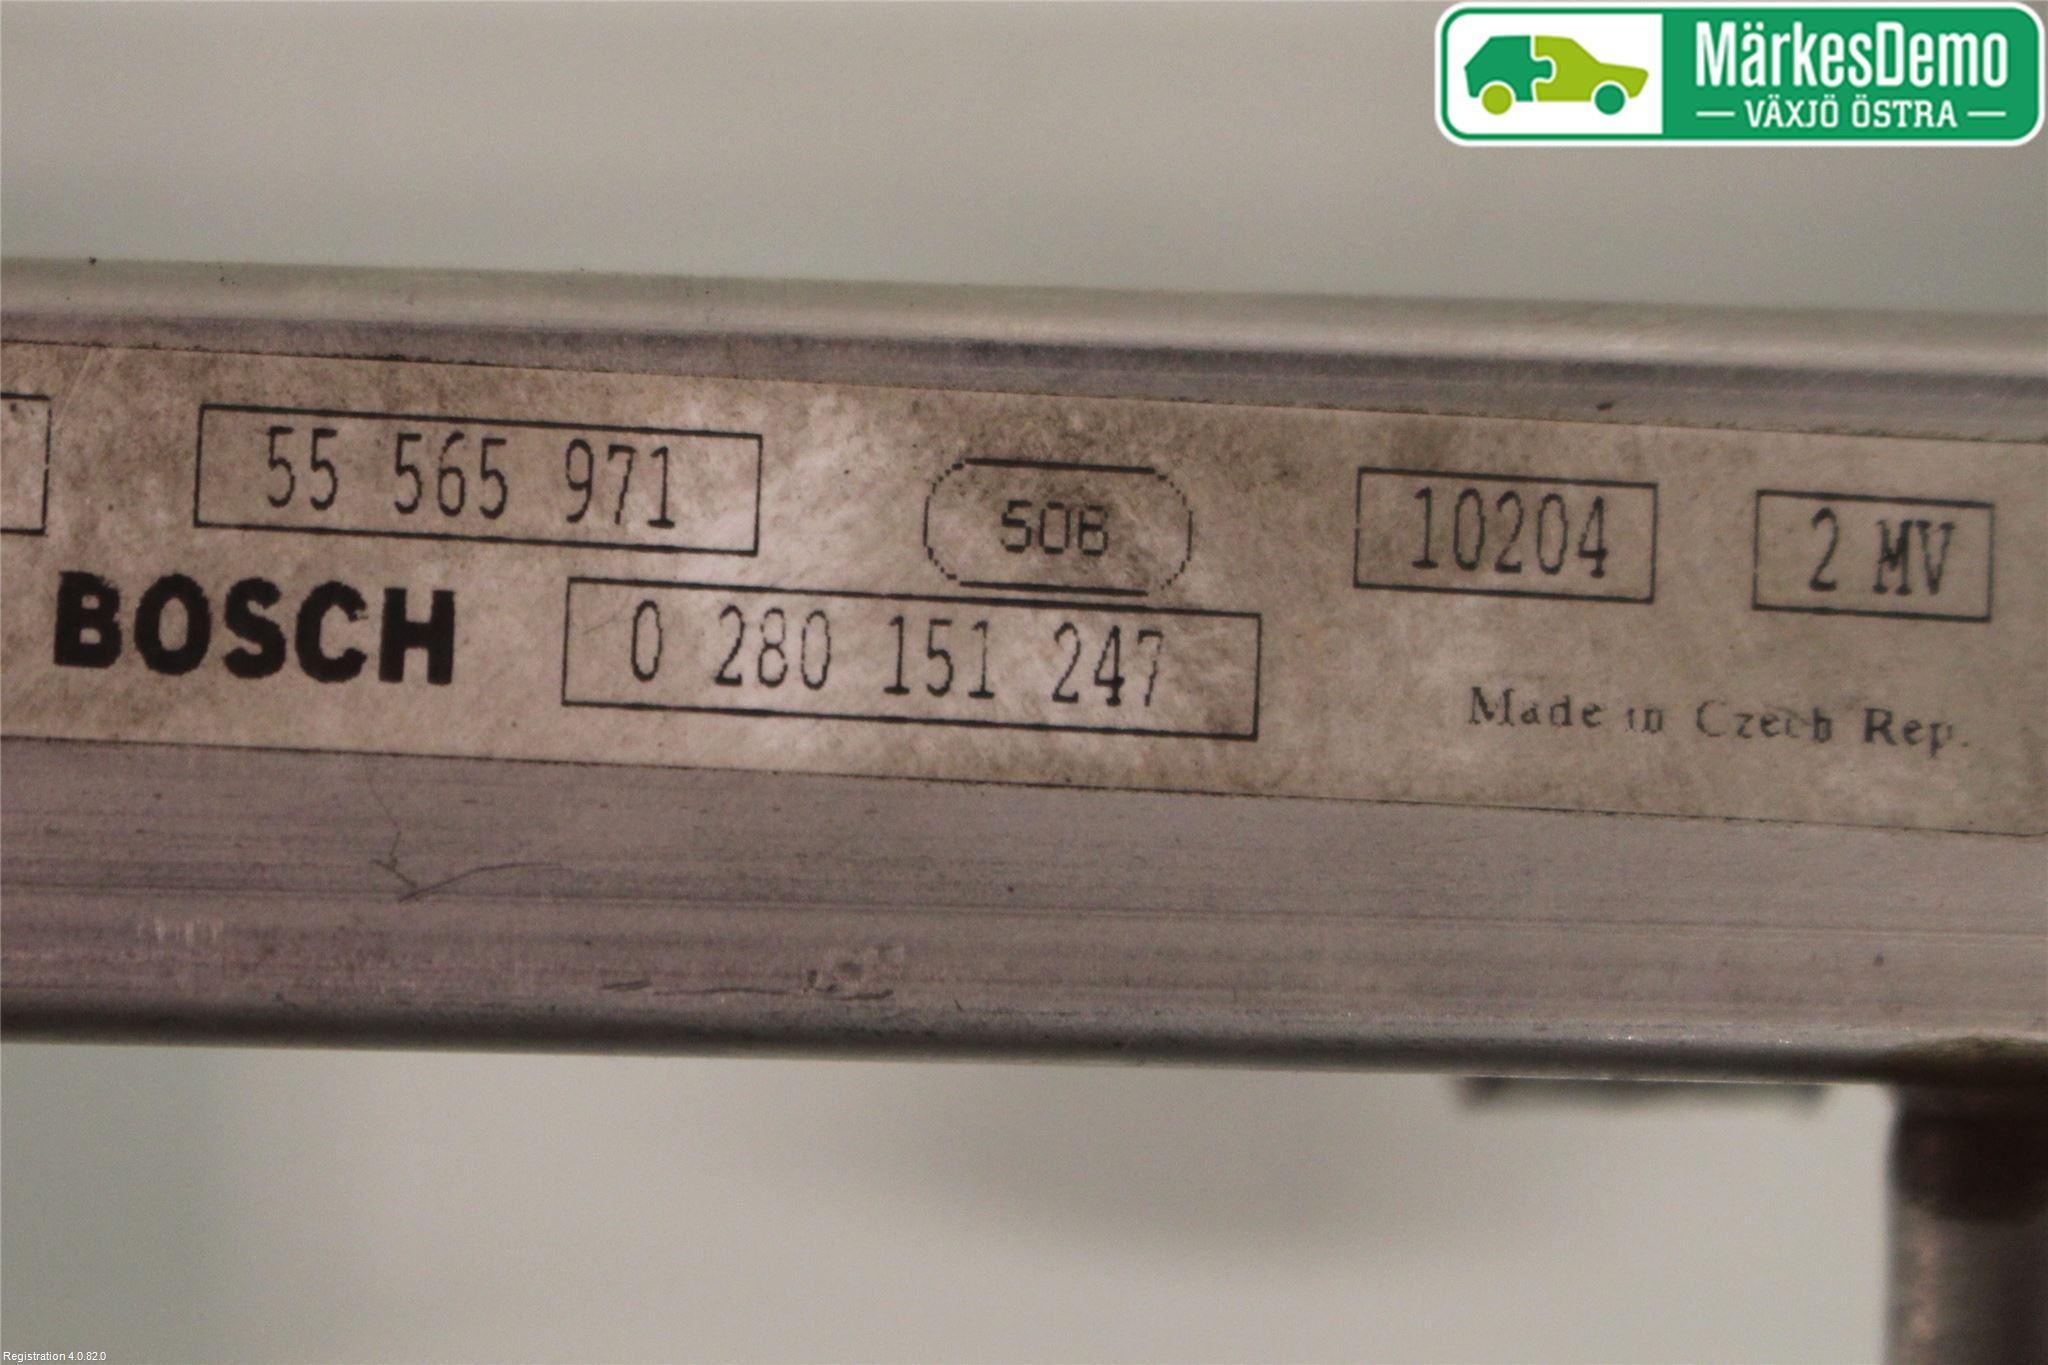 MärkesDemo
VÄXJÖ ÖSTRA
55 565 971
50B
10204
2 MV
BOSCH
0 280 151 247
Made in Czech Rep.
Registration 4.0.82.0